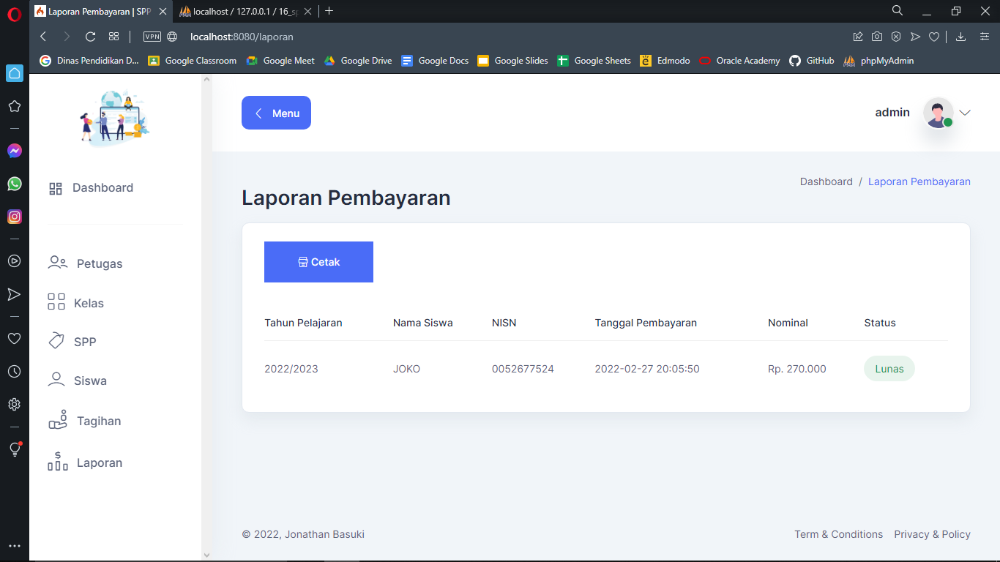 Laporan Pembayaran | SPP
localhost / 127.0.0.1 / 16_sp
VPN
localhost:8080/laporan
Dinas Pendidikan D...
Google Classroom
Google Meet
Google Drive
Google Docs
Google Slides
Google Sheets
Edmodo
Oracle Academy
GitHub
phpMyAdmin
Menu
admin
Dashboard
Petugas
Kelas
SPP
Siswa
Tagihan
Laporan
Dashboard / Laporan Pembayaran
Laporan Pembayaran
Cetak
Tahun Pelajaran Nama Siswa NISN Tanggal Pembayaran Nominal Status
2022/2023 JOKO 0052677524 2022-02-27 20:05:50 Rp. 270.000 Lunas
© 2022, Jonathan Basuki
Term & Conditions Privacy & Policy